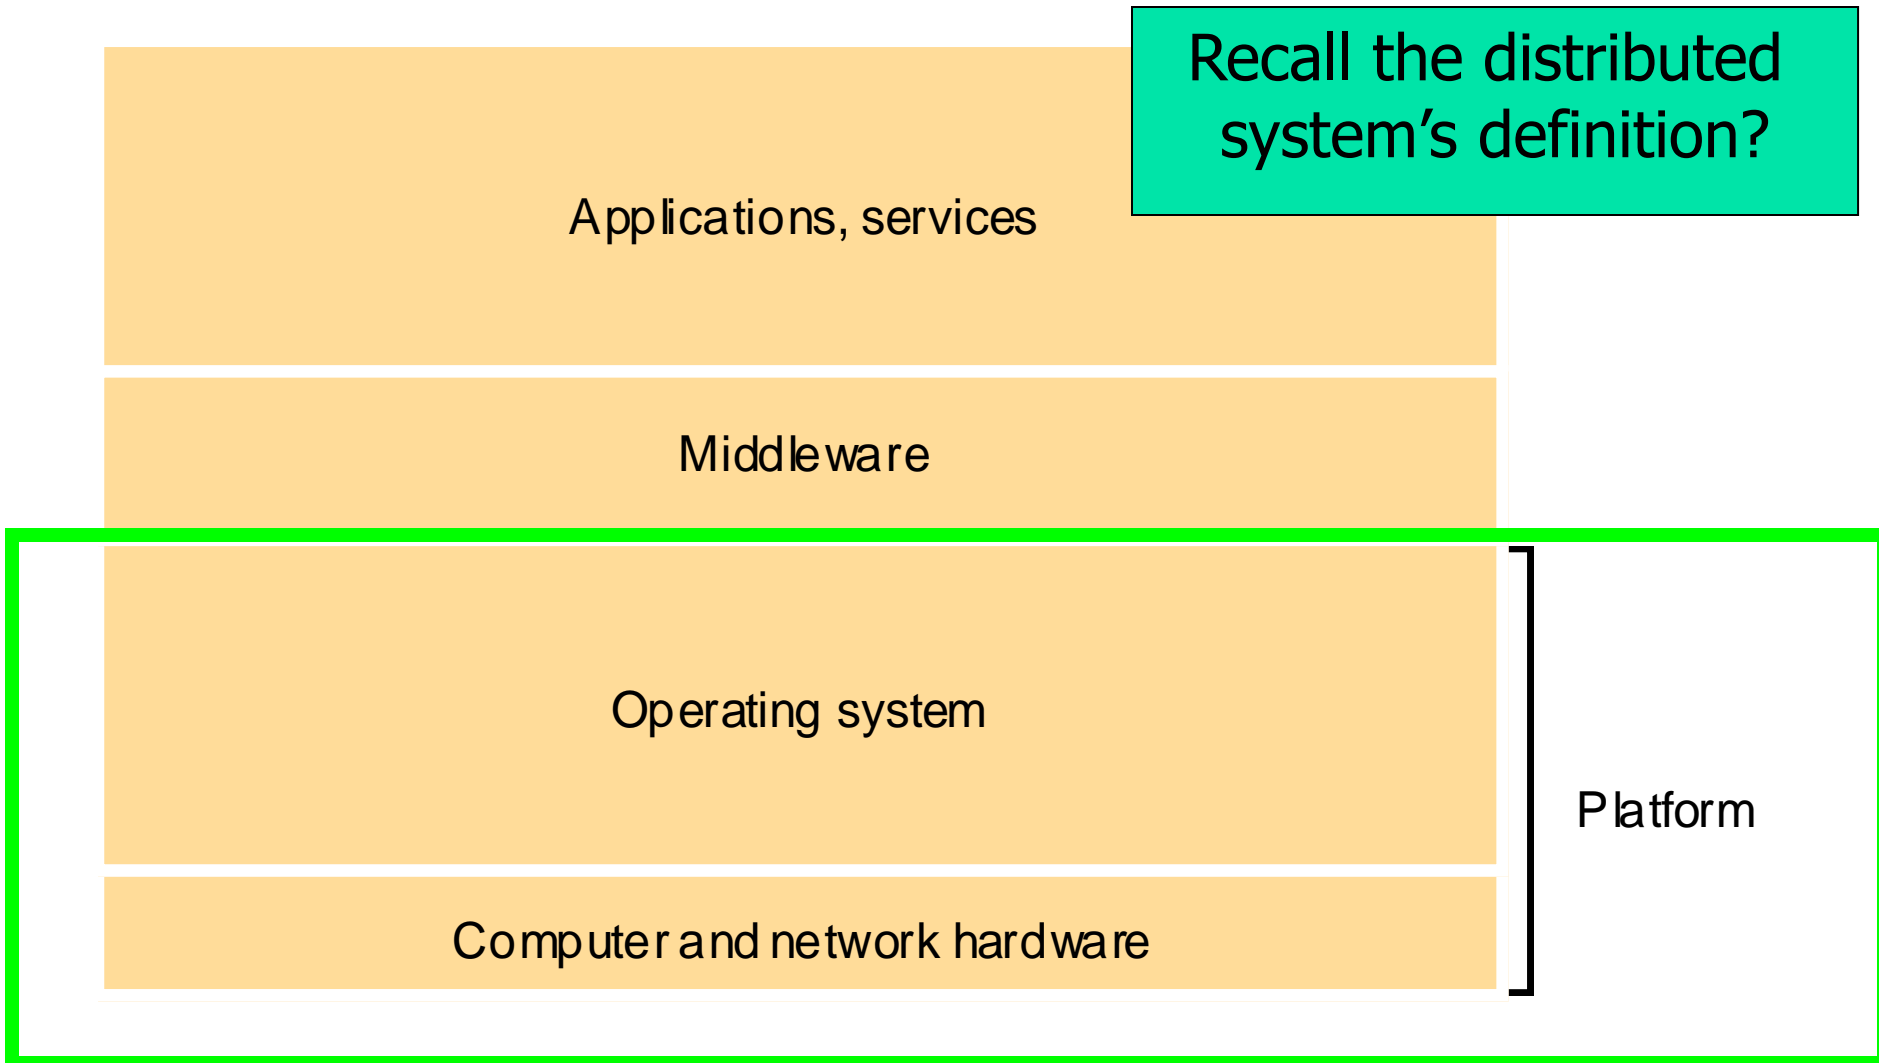 Recall the distributed
system’s definition?
Applications, services
Middleware
Operating system
Platform
Computer and network hardware